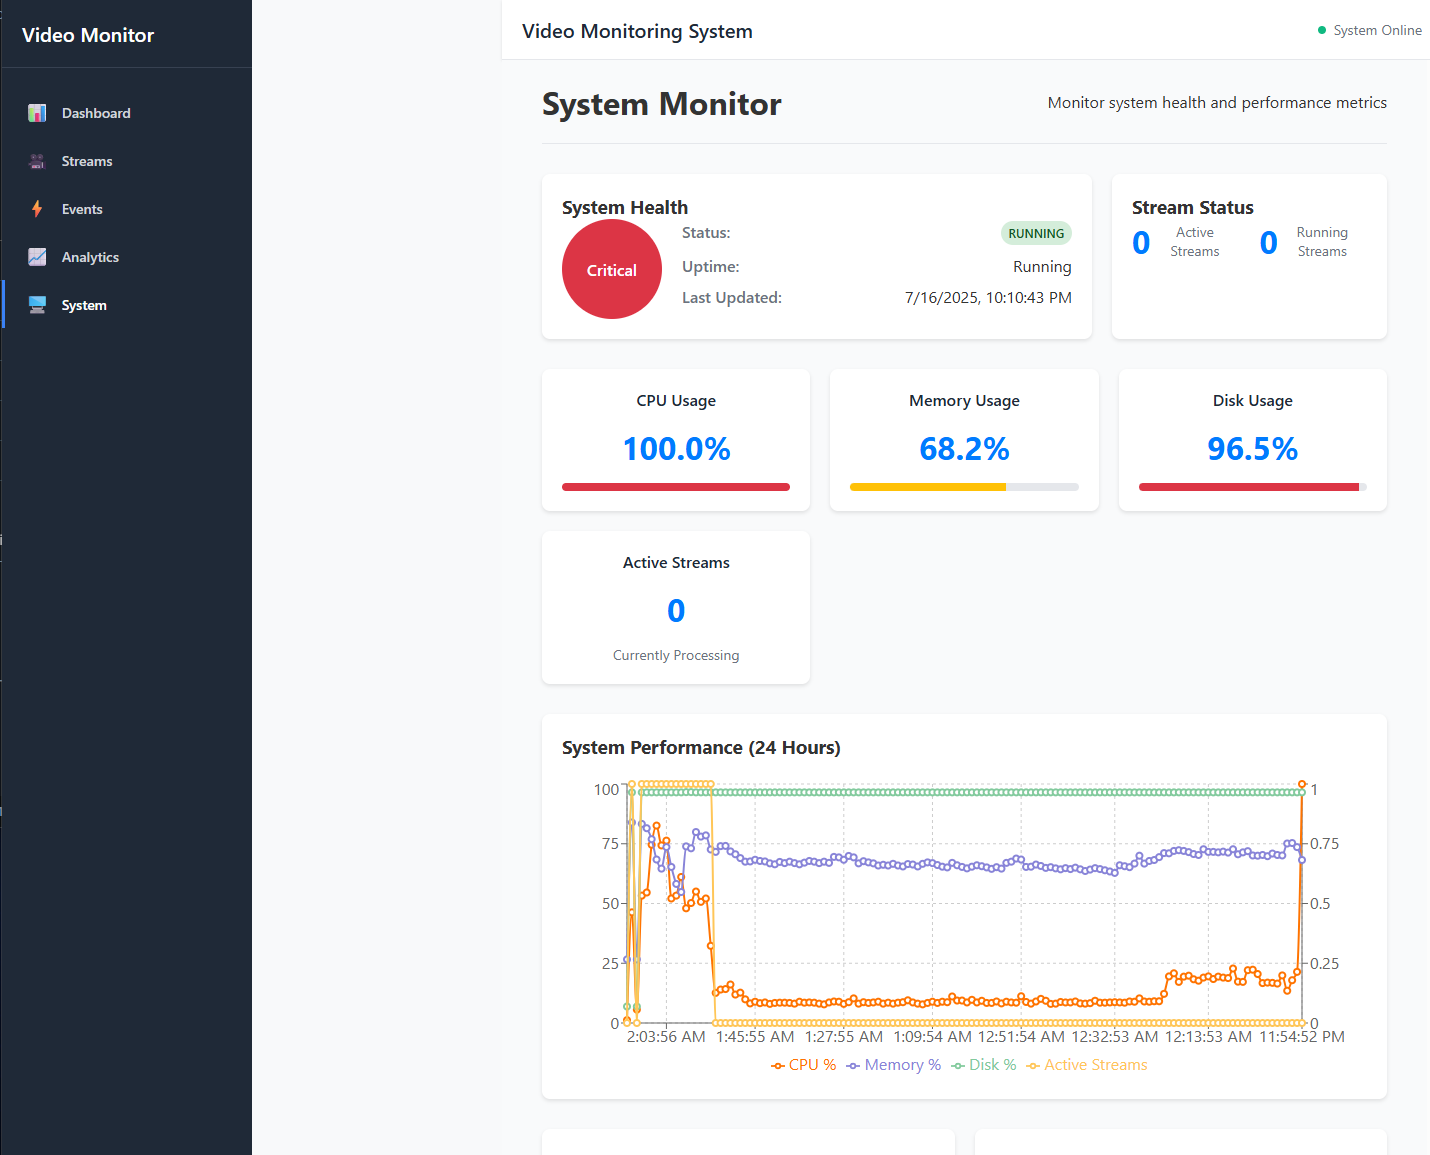 Video Monitor
Dashboard
Streams
Events
Analytics
System
Video Monitoring System
System Online
System Monitor
Monitor system health and performance metrics
System Health
Critical
Status:
RUNNING
Uptime:
Running
Last Updated:
7/16/2025, 10:10:43 PM
Stream Status
0
Active
Streams
0
Running
Streams
CPU Usage
100.0%
Memory Usage
68.2%
Disk Usage
96.5%
Active Streams
0
Currently Processing
System Performance (24 Hours)
100
75
50
25
0
1
0.75
0.5
0.25
0
2:03:56 AM 1:45:55 AM 1:27:55 AM 1:09:54 AM 12:51:54 AM 12:32:53 AM 12:13:53 AM 11:54:52 PM
CPU % Memory % Disk % Active Streams